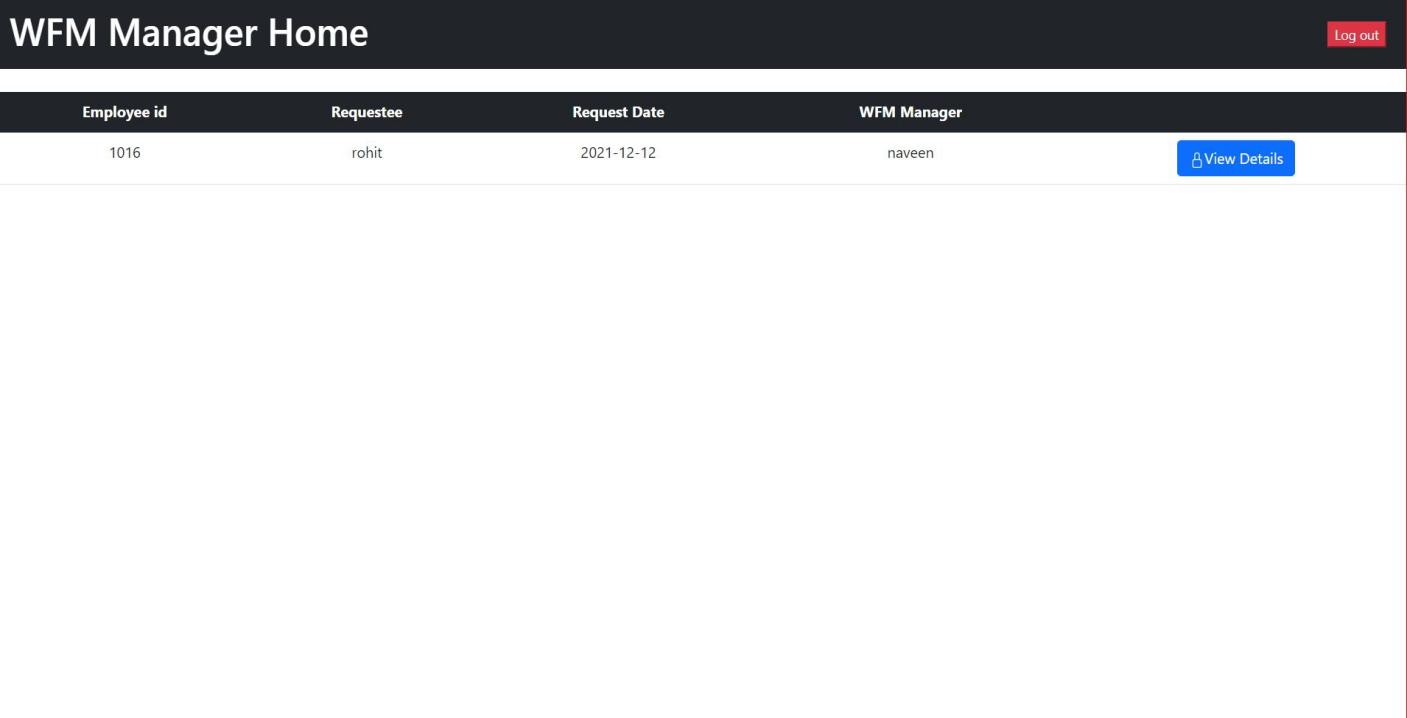 WFM Manager Home
Log out
Employee id Requestee Request Date WFM Manager
1016 rohit 2021-12-12 naveen View Details